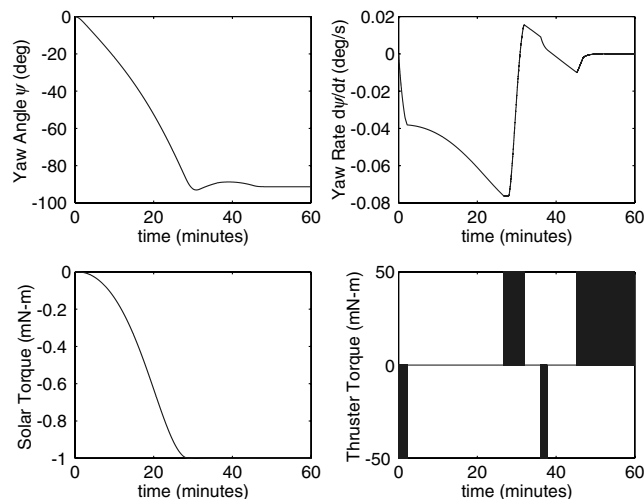 0
-20
-40
-60
-80
-100
Yaw Angle ψ (deg)
0 20 40 60
time (minutes)
0.02
0
-0.02
-0.04
-0.06
-0.08
Yaw Rate dψ/dt (deg/s)
0 20 40 60
time (minutes)
0
-0.2
-0.4
-0.6
-0.8
-1
Solar Torque (mN-m)
0 20 40 60
time (minutes)
50
0
-50
Thruster Torque (mN-m)
0 20 40 60
time (minutes)